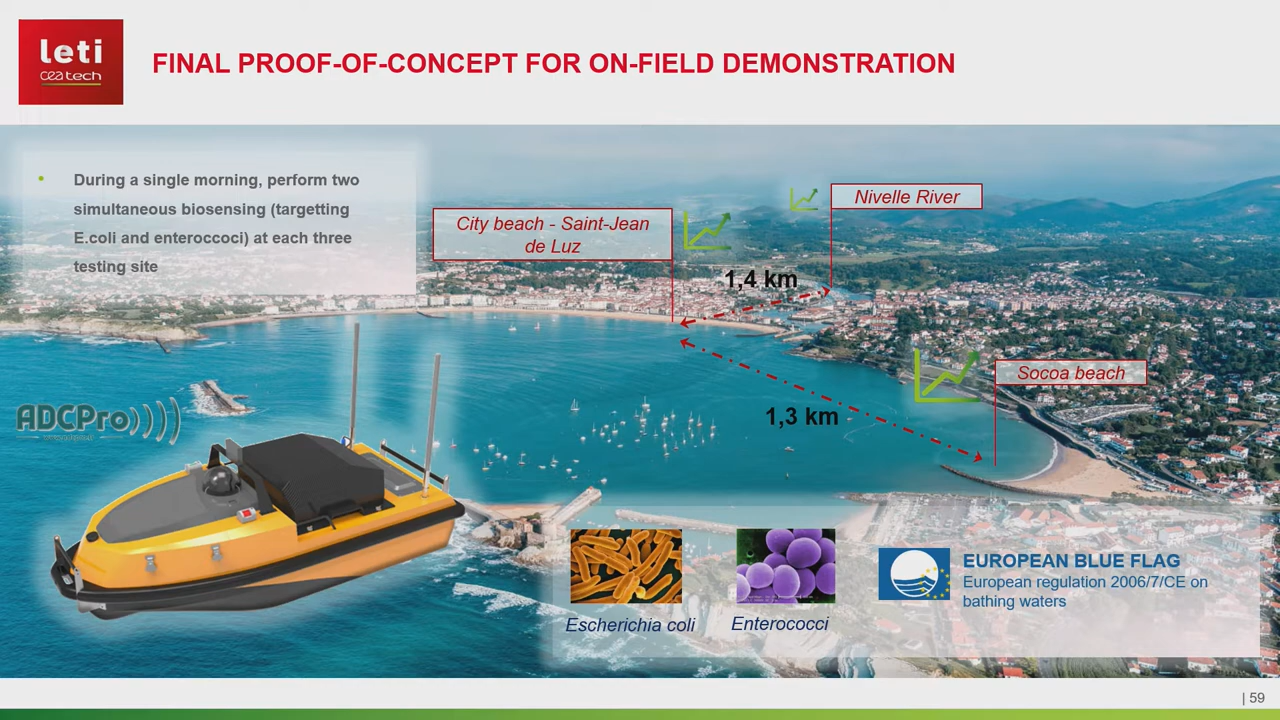 leti
cea tech
FINAL PROOF-OF-CONCEPT FOR ON-FIELD DEMONSTRATION
• During a single morning, perform two
simultaneous biosensing (targetting
E.coli and enteroccoci) at each three
testing site
City beach - Saint-Jean
de Luz
Nivelle River
1,4 km
Socoa beach
1,3 km
ADCPro
Escherichia coli
Enterococci
EUROPEAN BLUE FLAG
European regulation 2006/7/CE on
bathing waters
| 59